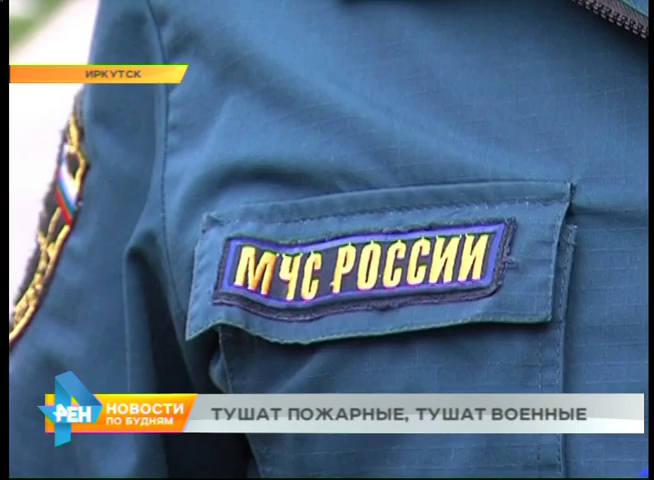 ИРКУТСК
МЧС РОССИИ
РЕН
НОВОСТИ
ПО БУДНЯМ
ТУШАТ ПОЖАРНЫЕ, ТУШАТ ВОЕННЫЕ